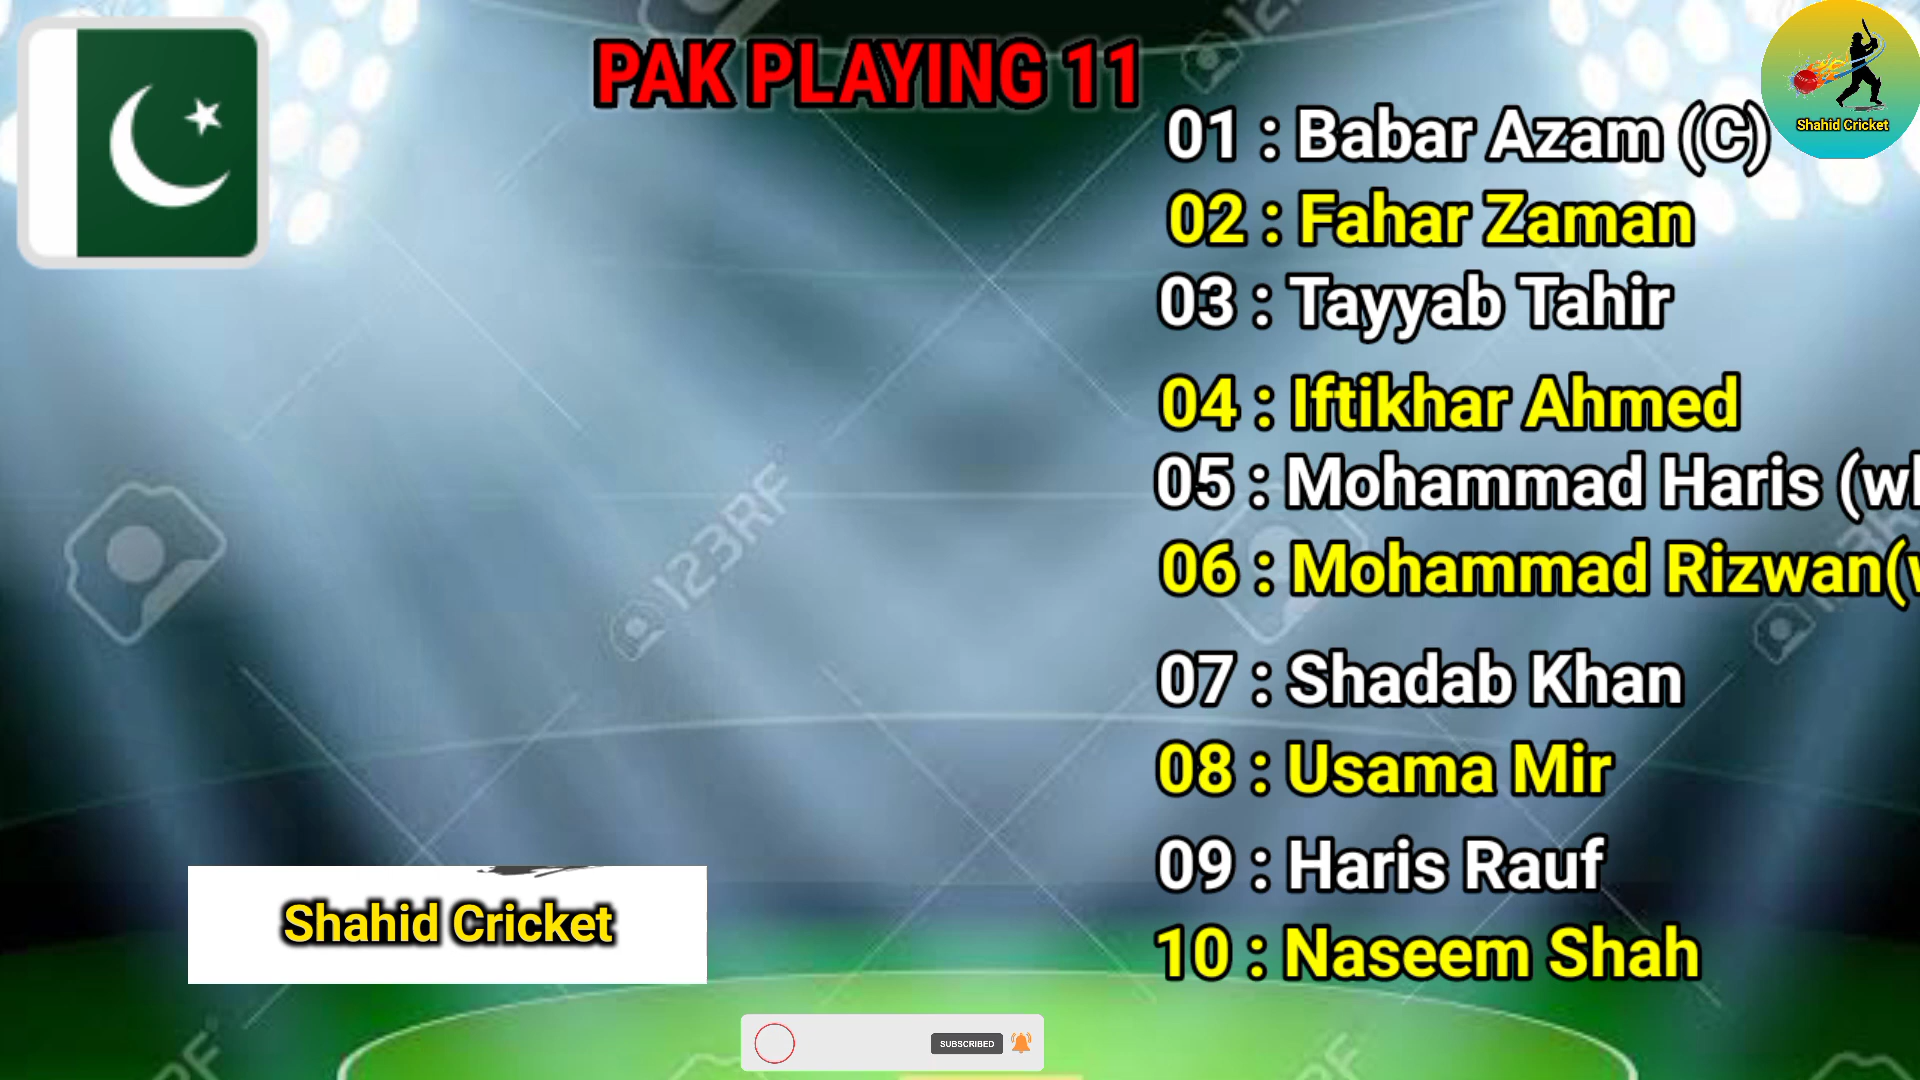 PAK PLAYING 11
Shahid Cricket
01 : Babar Azam (C)
02 : Fahar Zaman
03 : Tayyab Tahir
04 : Iftikhar Ahmed
05 : Mohammad Haris
06 : Mohammad Rizwan
07 : Shadab Khan
08 : Usama Mir
09 : Haris Rauf
10 : Naseem Shah
Shahid Cricket
SUBSCRIBED
123RF